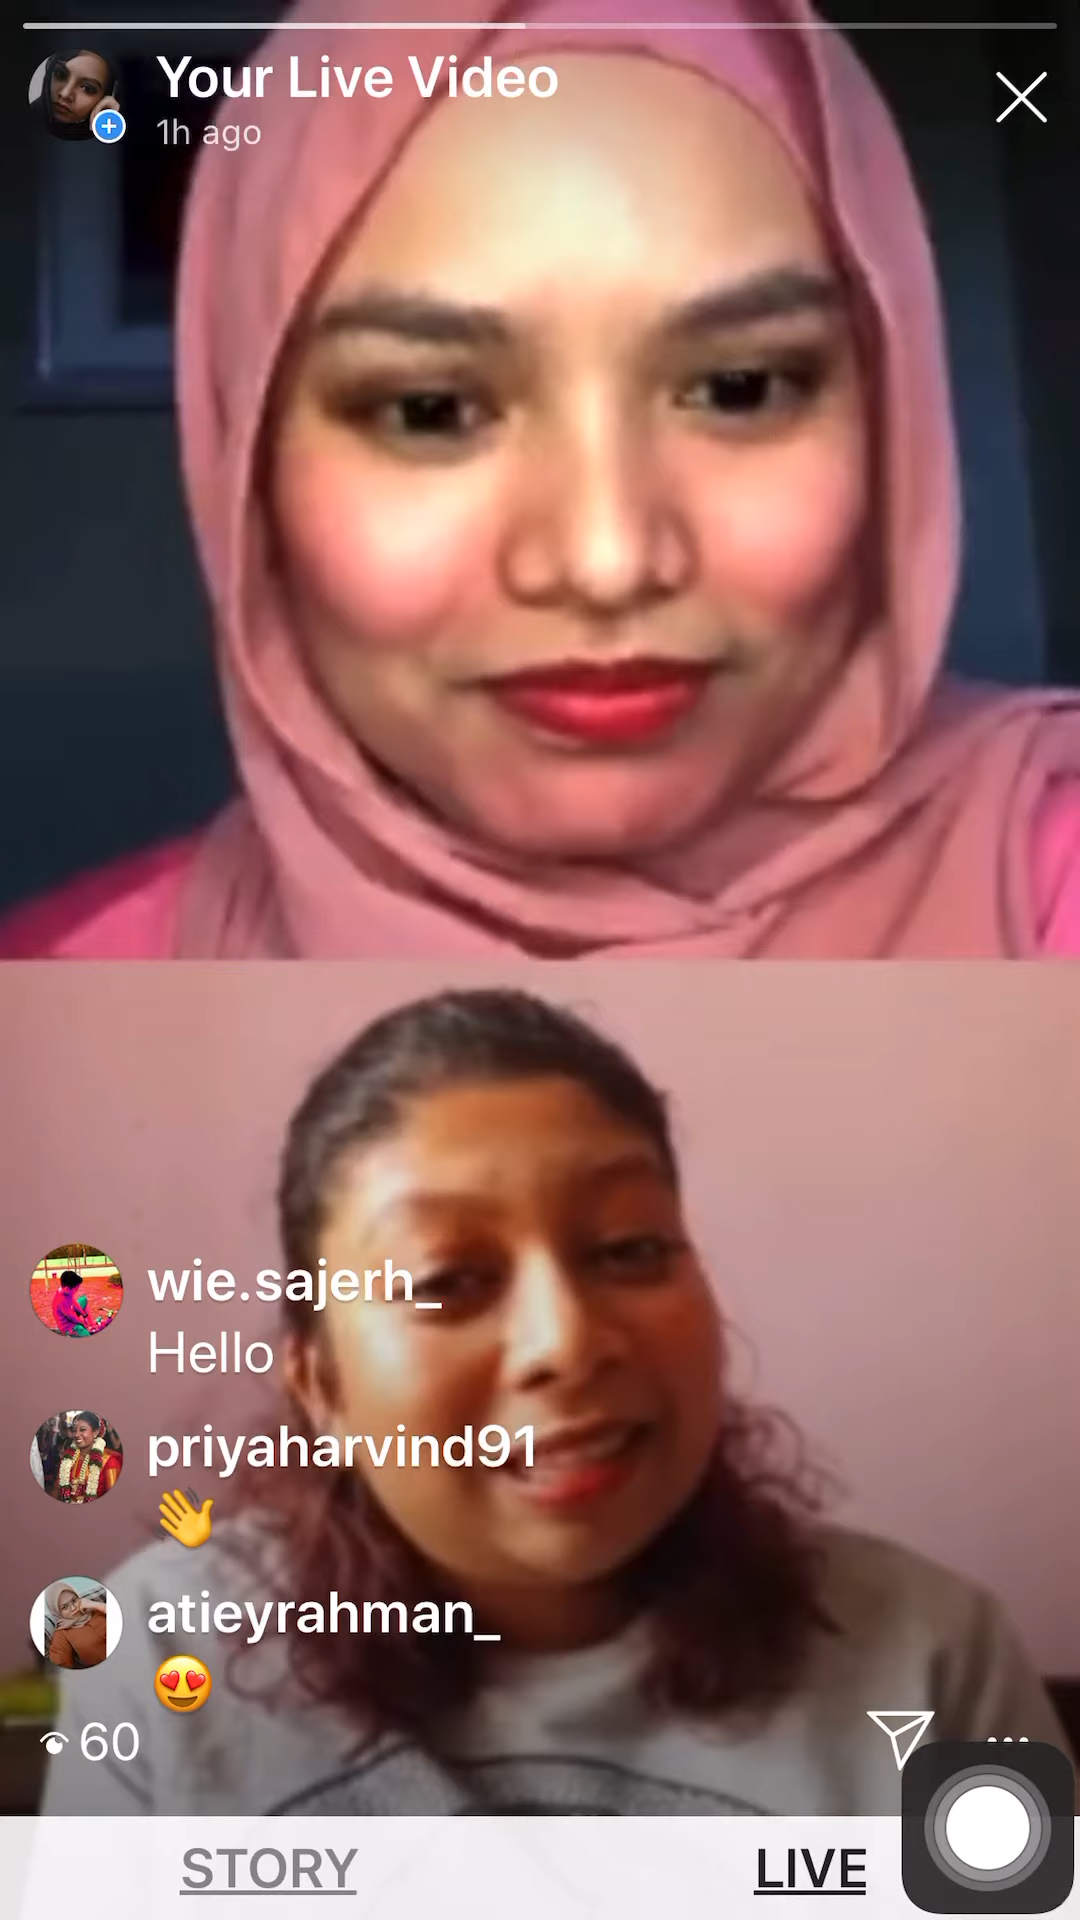 Your Live Video
1h ago
wie.sajerh_
Hello
priyaharvind91
👋
atieyrahman_
😍
60
STORY
LIVE